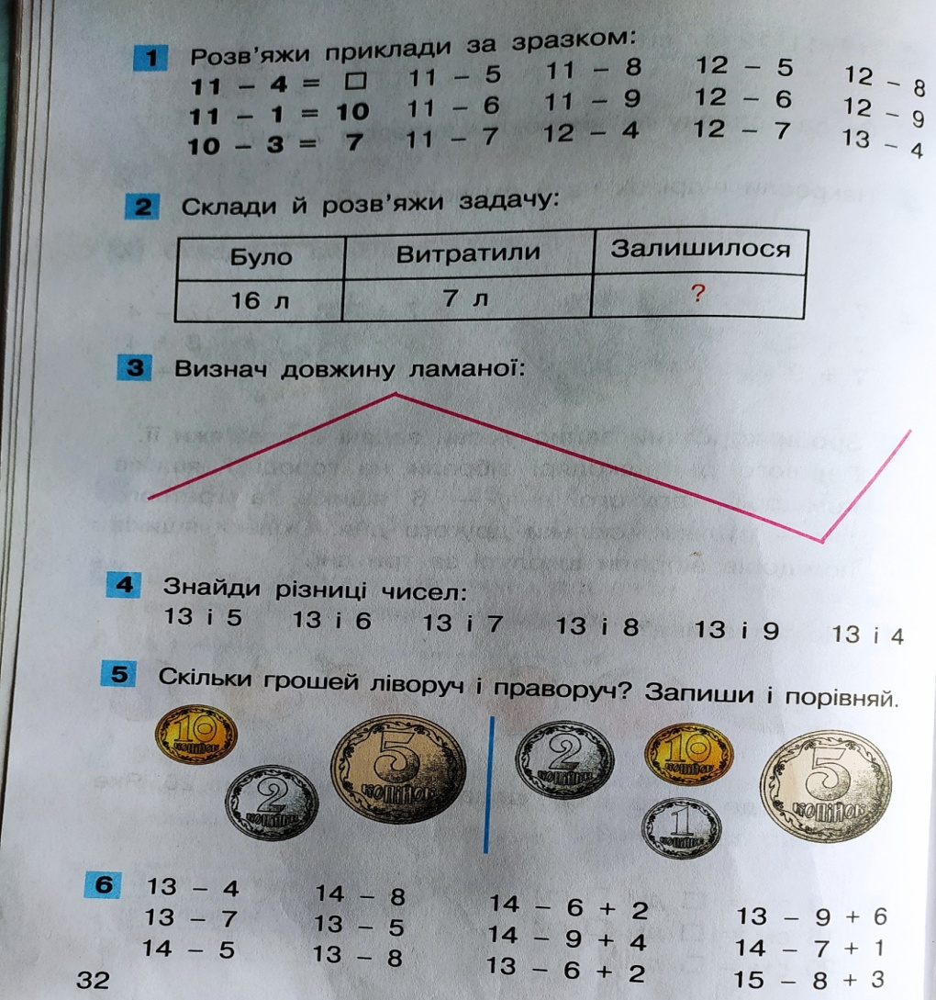 1 Розв'яжи приклади за зразком:
11 – 4 = □ 11 – 5 11 – 8 12 – 5 12 – 8
11 – 1 = 10 11 – 6 11 – 9 12 – 6 12 – 9
10 – 3 = 7 11 – 7 12 – 4 12 – 7 13 – 4
2 Склади й розв'яжи задачу:
Було Витратили Залишилося
16 л 7 л ?
3 Визнач довжину ламаної:
4 Знайди різниці чисел:
13 і 5 13 і 6 13 і 7 13 і 8 13 і 9 13 і 4
5 Скільки грошей ліворуч і праворуч? Запиши і порівняй.
10 копійок 2 копійки 5 копійок 2 копійки 10 копійок 1 копійка 5 копійок
6 13 – 4 14 – 8 14 – 6 + 2 13 – 9 + 6
13 – 7 13 – 5 14 – 9 + 4 14 – 7 + 1
14 – 5 13 – 8 13 – 6 + 2 15 – 8 + 3
32